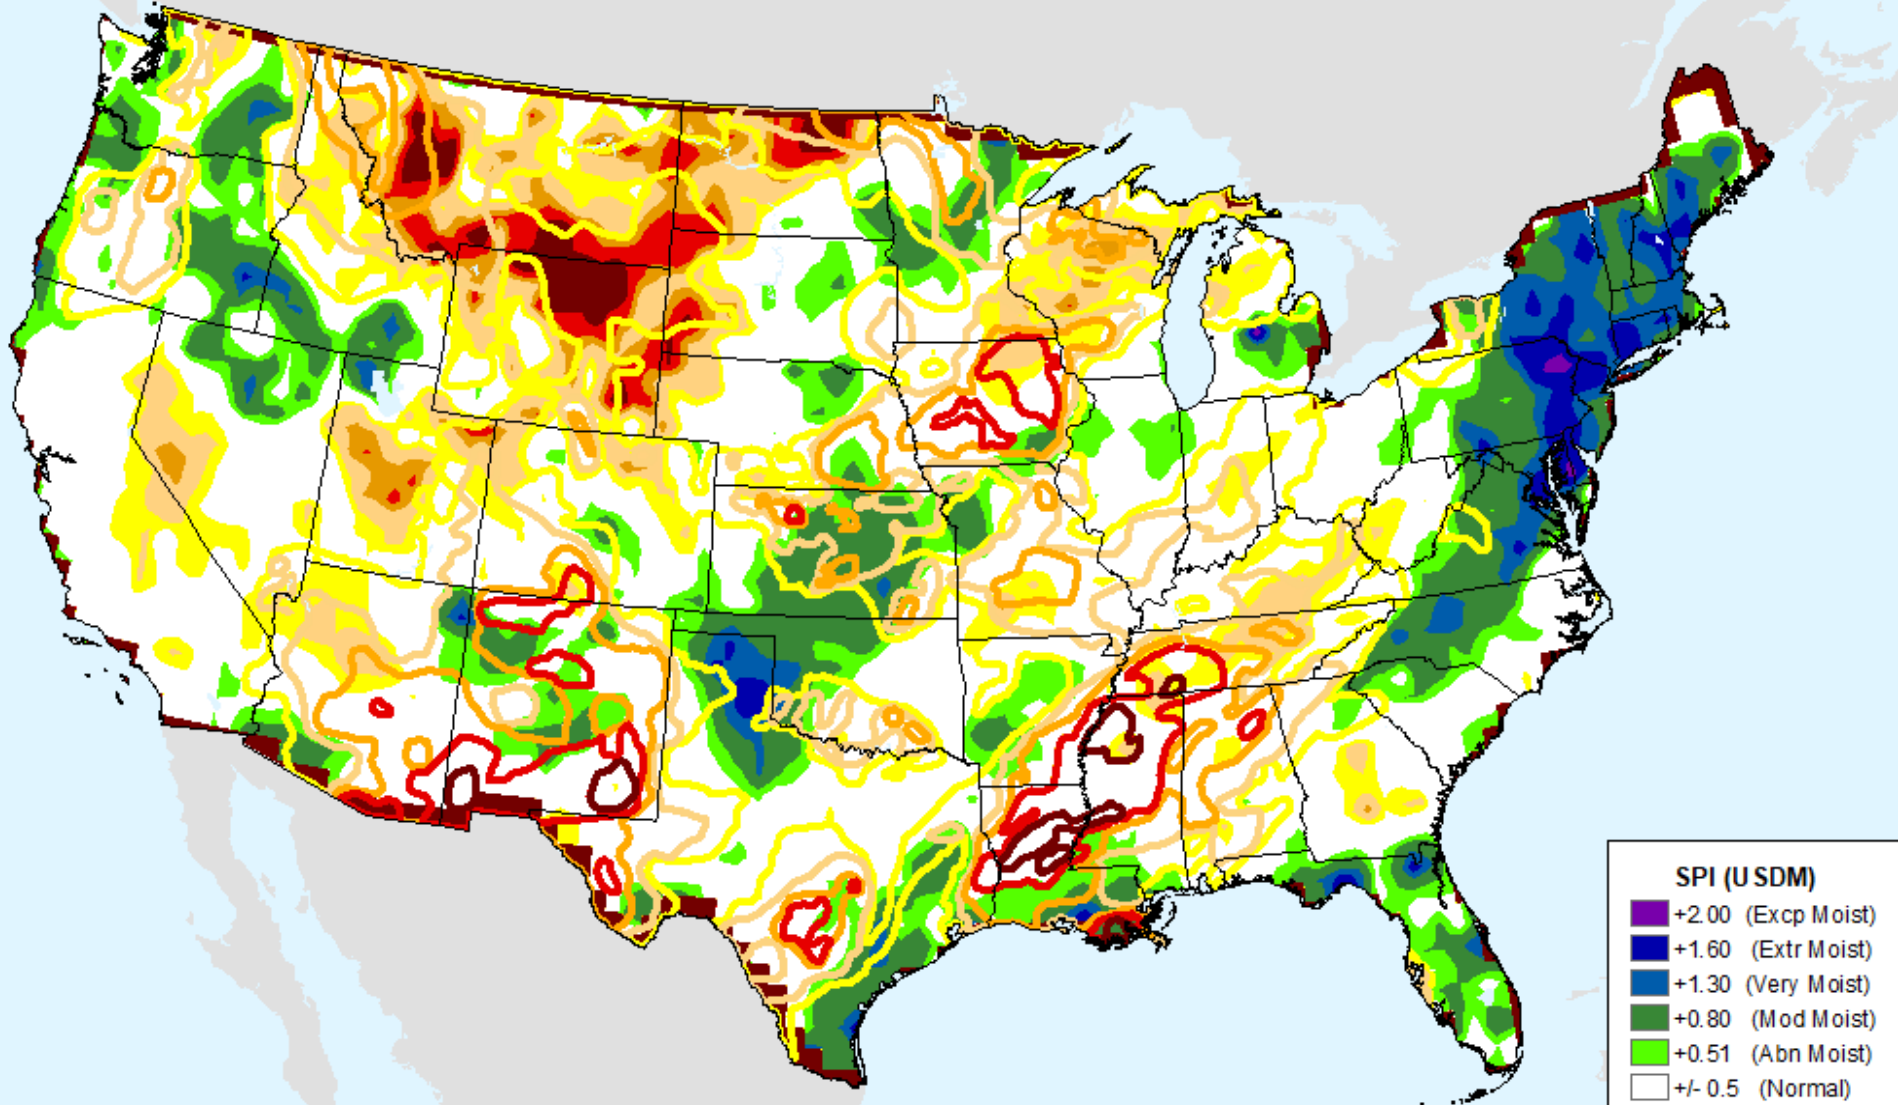 SPI (USDM)
+2.00 (Excp Moist)
+1.60 (Extr Moist)
+1.30 (Very Moist)
+0.80 (Mod Moist)
+0.51 (Abn Moist)
+/- 0.5 (Normal)